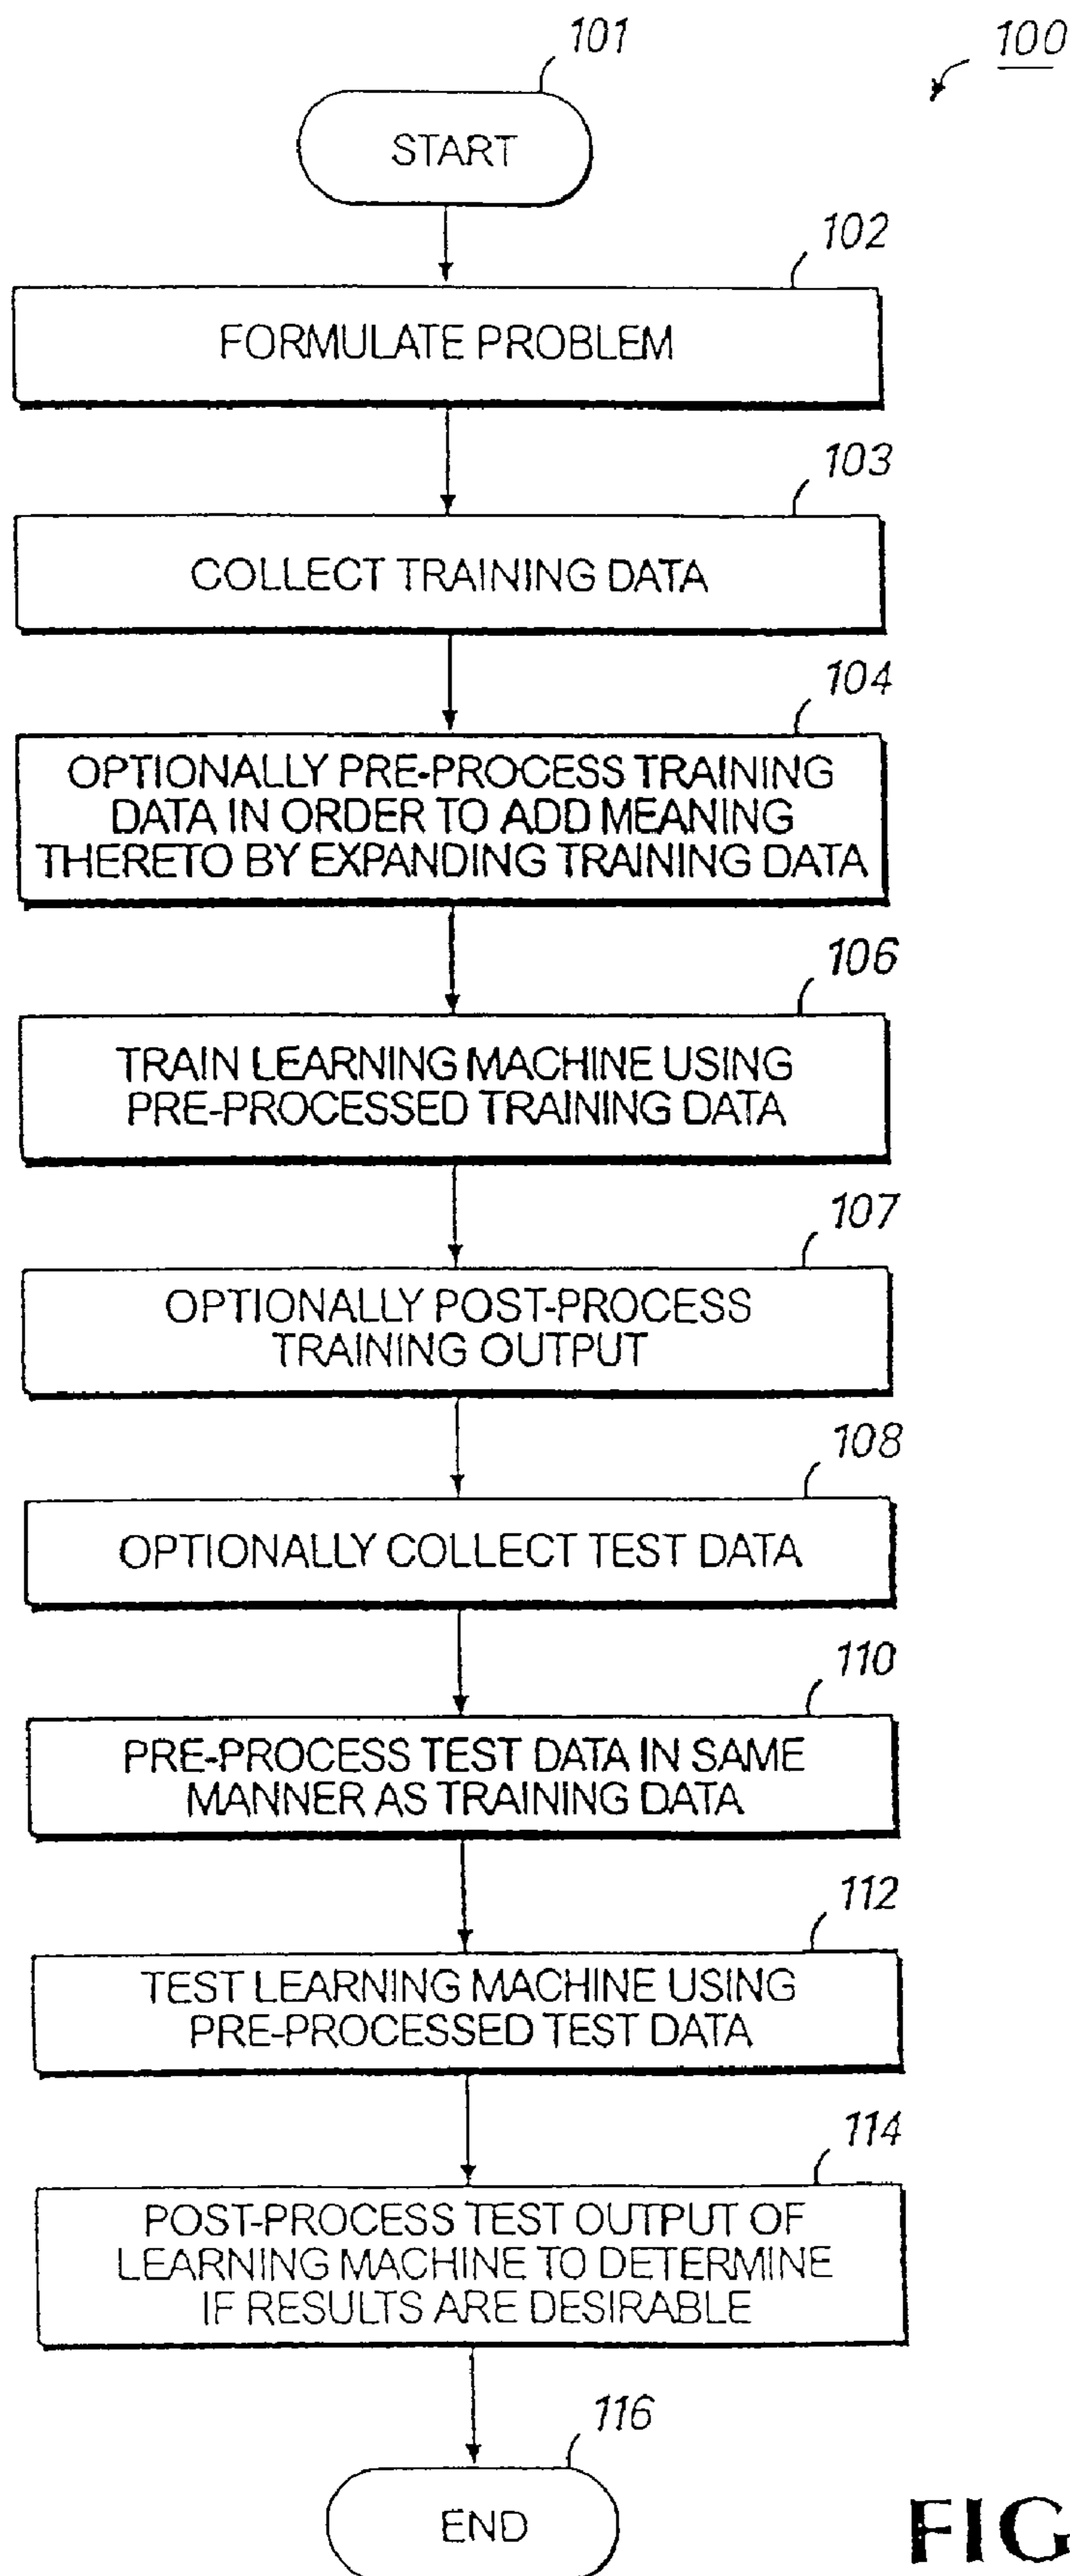 101
100
START
102
FORMULATE PROBLEM
103
COLLECT TRAINING DATA
104
OPTIONALLY PRE-PROCESS TRAINING
DATA IN ORDER TO ADD MEANING
THERETO BY EXPANDING TRAINING DATA
106
TRAIN LEARNING MACHINE USING
PRE-PROCESSED TRAINING DATA
107
OPTIONALLY POST-PROCESS
TRAINING OUTPUT
108
OPTIONALLY COLLECT TEST DATA
110
PRE-PROCESS TEST DATA IN SAME
MANNER AS TRAINING DATA
112
TEST LEARNING MACHINE USING
PRE-PROCESSED TEST DATA
114
POST-PROCESS TEST OUTPUT OF
LEARNING MACHINE TO DETERMINE
IF RESULTS ARE DESIRABLE
116
END
FIG